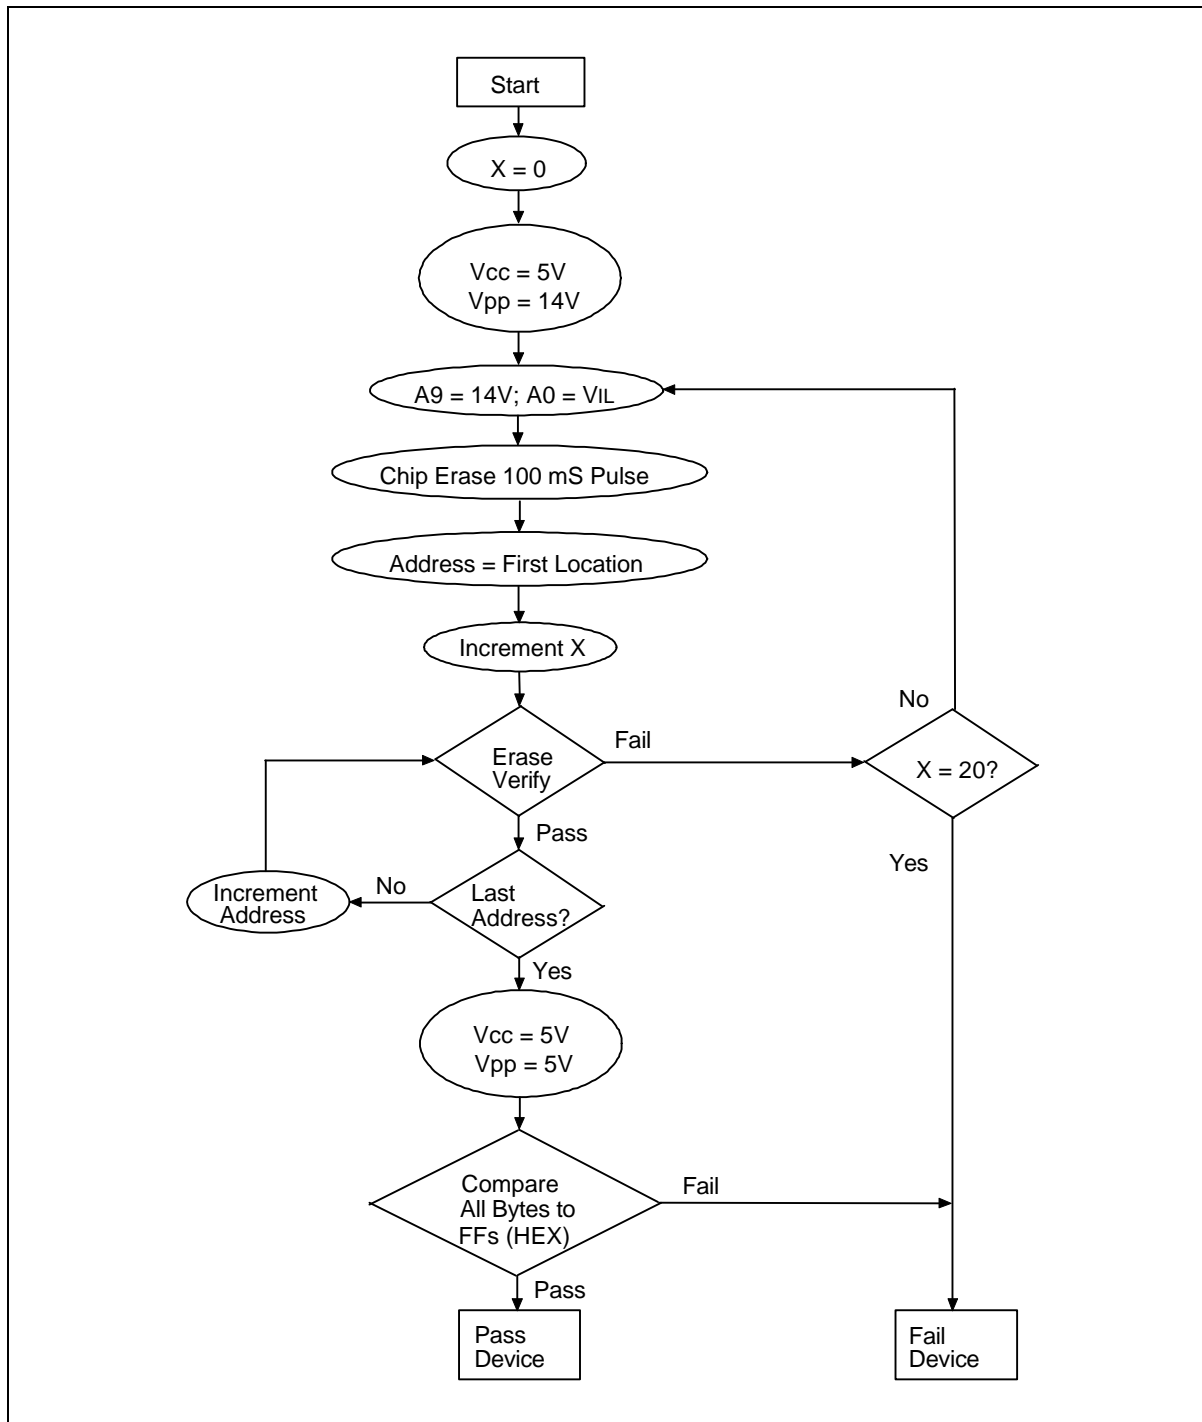 Start
X = 0
Vcc = 5V
Vpp = 14V
A9 = 14V; A0 = VIL
Chip Erase 100 mS Pulse
Address = First Location
Increment X
Erase
Verify
Fail
No
X = 20?
Yes
Pass
Last
Address?
No
Increment
Address
Yes
Vcc = 5V
Vpp = 5V
Compare
All Bytes to
FFs (HEX)
Fail
Pass
Pass
Device
Fail
Device